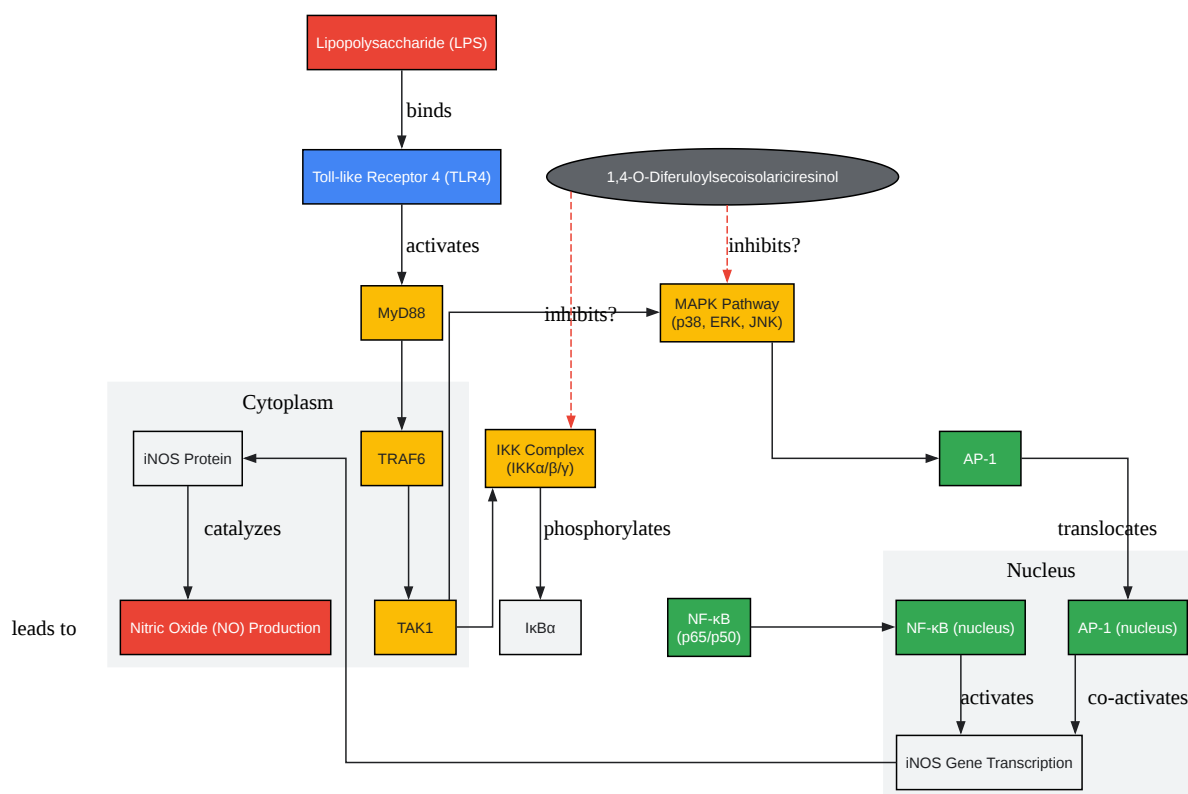 Lipopolysaccharide (LPS)
binds
Toll-like Receptor 4 (TLR4)
1,4-O-Diferuloylsecoisolariciresinol
activates
inhibits?
MyD88
inhibits?
MAPK Pathway
(p38, ERK, JNK)
Cytoplasm
iNOS Protein
TRAF6
IKK Complex
(IKKα/β/γ)
AP-1
catalyzes
phosphorylates
translocates
Nucleus
leads to
Nitric Oxide (NO) Production
TAK1
IκBα
NF-κB
(p65/p50)
NF-κB (nucleus)
AP-1 (nucleus)
activates
co-activates
iNOS Gene Transcription